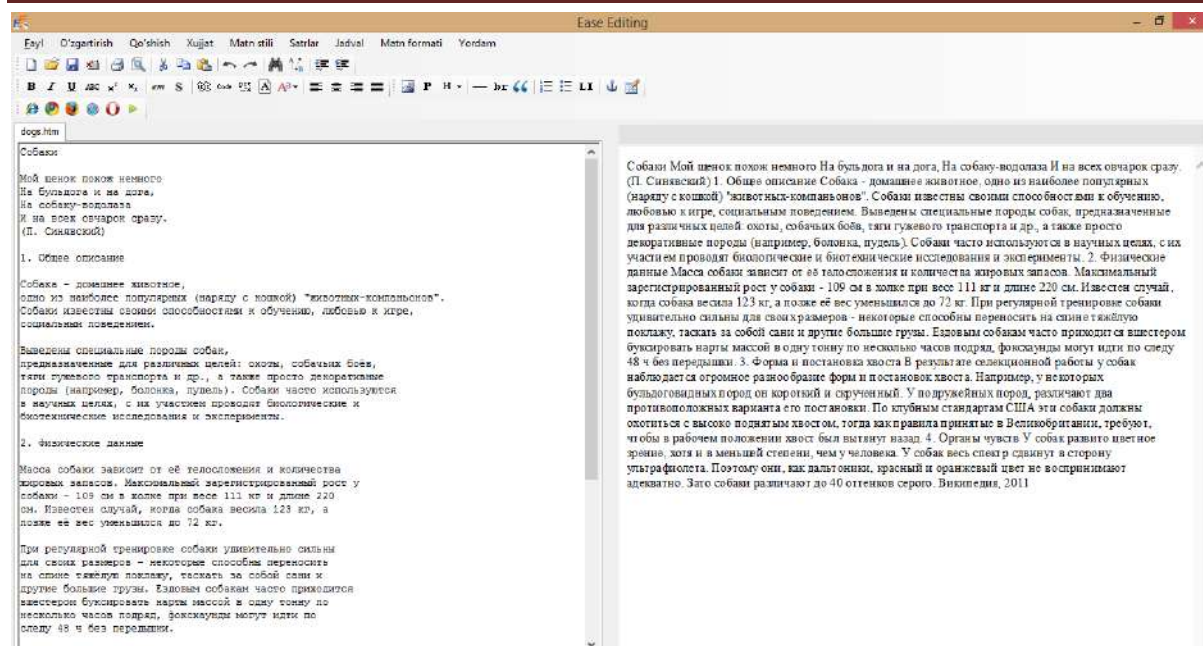 Ease Editing
Fayl O'zgartirish Qo'shish Xujjat Matn stili Satrlar Jadval Matn formati Yordam
B I U ABC x² X₂ em S Code A P H br LI
dogs.htm
Собаки
Мой щенок похож немного
На бульдога и на дога,
На собаку-водолаза
И на всех овчарок сразу.
(П. Синявский)
1. Общее описание
Собака - домашнее животное,
одно из наиболее популярных (наряду с кошкой) "животных-компаньонов".
Собаки известны своими способностями к обучению, любовью к игре,
социальным поведением.
Выведены специальные породы собак,
предназначенные для различных целей: охоты, собачьих боёв,
тяги гужевого транспорта и др., а также просто декоративные
породы (например, болонка, пудель). Собаки часто используются
в научных целях, с их участием проводят биологические и
биотехнические исследования и эксперименты.
2. Физические данные
Масса собаки зависит от её телосложения и количества
жировых запасов. Максимальный зарегистрированный рост у
собаки - 109 см в холке при весе 111 кг и длине 220
см. Известен случай, когда собака весила 123 кг, а
позже её вес уменьшился до 72 кг.
При регулярной тренировке собаки удивительно сильны
для своих размеров - некоторые способны переносить
на спине тяжёлую поклажу, таскать за собой сани и
другие большие грузы. Ездовым собакам часто приходится
вшестером буксировать нарты массой в одну тонну по
несколько часов подряд, фоксхаунды могут идти по
следу 48 ч без передышки.
Собаки Мой щенок похож немного На бульдога и на дога, На собаку-водолаза И на всех овчарок сразу.
(П. Синявский) 1. Общее описание Собака - домашнее животное, одно из наиболее популярных
(наряду с кошкой) "животных-компаньонов". Собаки известны своими способностями к обучению,
любовью к игре, социальным поведением. Выведены специальные породы собак, предназначенные
для различных целей: охоты, собачьих боёв, тяги гужевого транспорта и др., а также просто
декоративные породы (например, болонка, пудель). Собаки часто используются в научных целях, с их
участием проводят биологические и биотехнические исследования и эксперименты. 2. Физические
данные Масса собаки зависит от её телосложения и количества жировых запасов. Максимальный
зарегистрированный рост у собаки - 109 см в холке при весе 111 кг и длине 220 см. Известен случай,
когда собака весила 123 кг, а позже её вес уменьшился до 72 кг. При регулярной тренировке собаки
удивительно сильны для своих размеров - некоторые способны переносить на спине тяжёлую
поклажу, таскать за собой сани и другие большие грузы. Ездовым собакам часто приходится вшестером
буксировать нарты массой в одну тонну по несколько часов подряд, фоксхаунды могут идти по следу
48 ч без передышки. 3. Форма и постановка хвоста В результате селекционной работы у собак
наблюдается огромное разнообразие форм и постановок хвоста. Например, у некоторых
бульдоговидных пород он короткий и скрученный. У подружейных пород, различают два
противоположных варианта его постановки. По клубным стандартам США эти собаки должны
охотиться с высоко поднятым хвостом, тогда как правила принятые в Великобритании, требуют,
чтобы в рабочем положении хвост был вытянут назад. 4. Органы чувств У собак развито цветное
зрение, хотя и в меньшей степени, чем у человека. У собак весь спектр сдвинут в сторону
ультрафиолета. Поэтому они, как дальтоники, красный и оранжевый цвет не воспринимают
адекватно. Зато собаки различают до 40 оттенков серого. Википедия, 2011